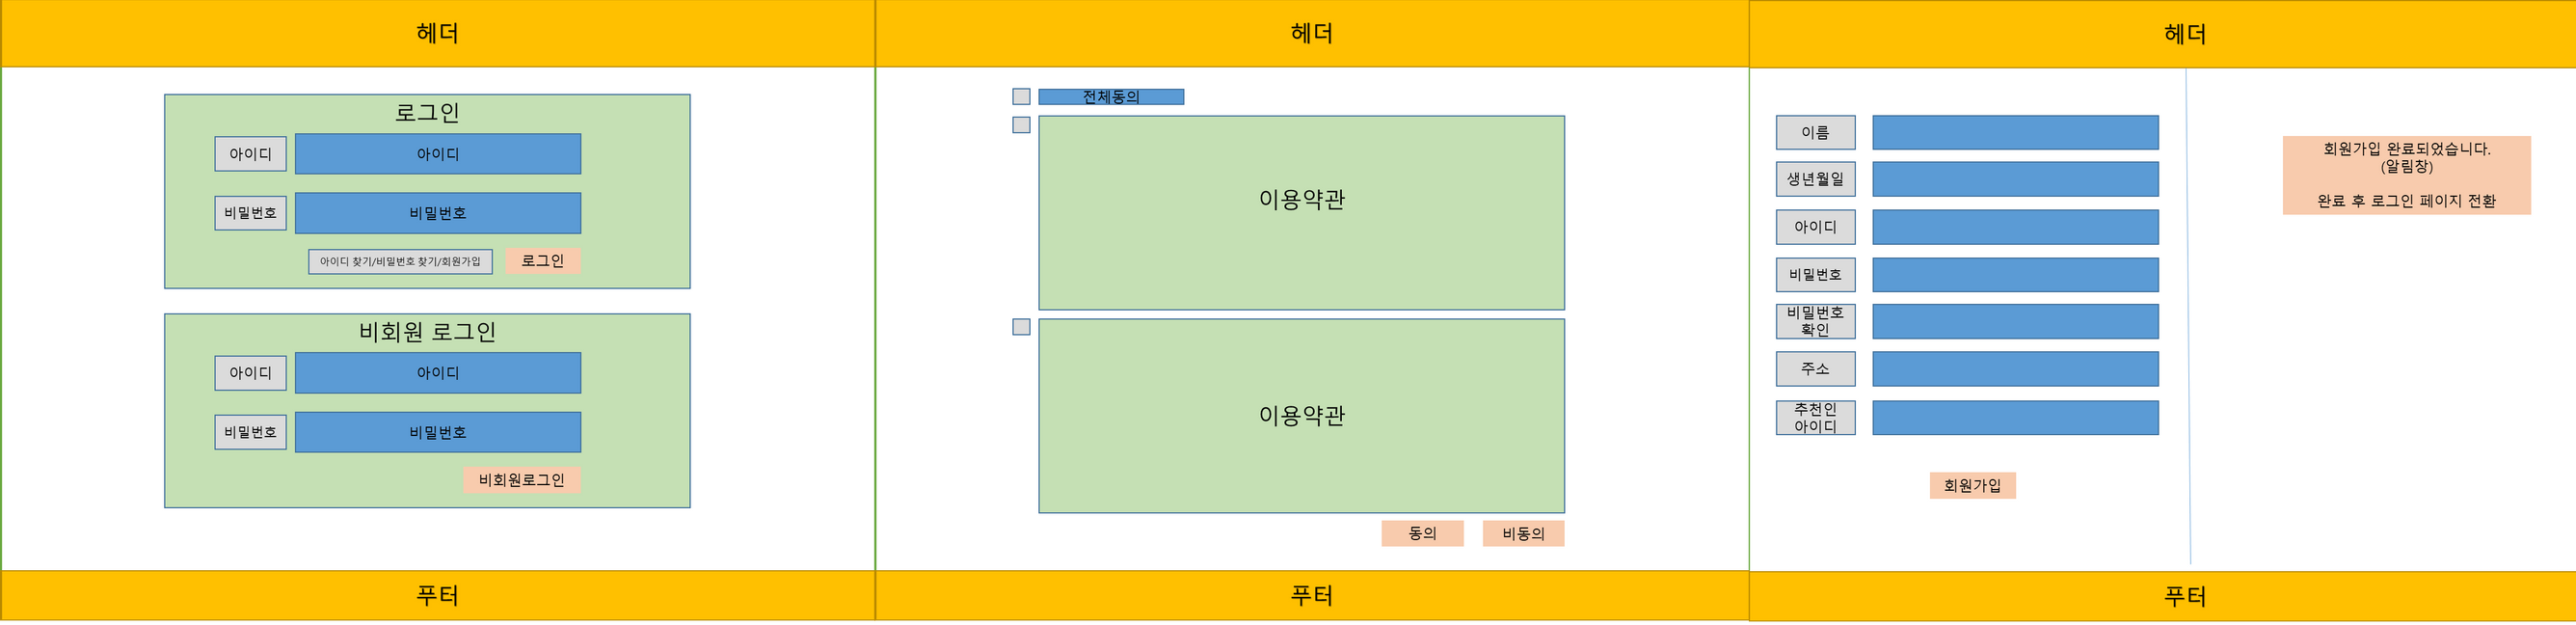 헤더
로그인
아이디
아이디
비밀번호
비밀번호
아이디 찾기/비밀번호 찾기/회원가입
로그인
비회원 로그인
아이디
아이디
비밀번호
비밀번호
비회원로그인
푸터
헤더
전체동의
이용약관
이용약관
동의
비동의
푸터
헤더
이름
생년월일
아이디
비밀번호
비밀번호
확인
주소
추천인
아이디
회원가입
회원가입 완료되었습니다.
(알림창)
완료 후 로그인 페이지 전환
푸터